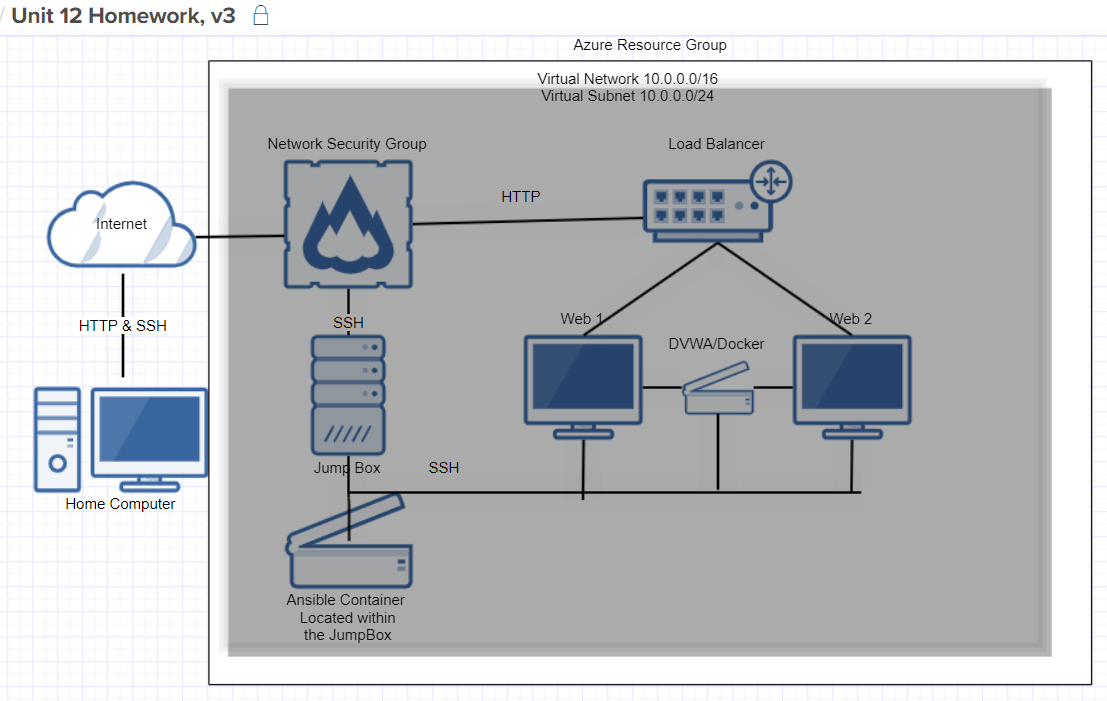 Unit 12 Homework, v3
Azure Resource Group
Virtual Network 10.0.0.0/16
Virtual Subnet 10.0.0.0/24
Network Security Group
Load Balancer
HTTP
Internet
HTTP & SSH
SSH
Web 1
Web 2
DVWA/Docker
Jump Box
SSH
Home Computer
Ansible Container
Located within
the JumpBox